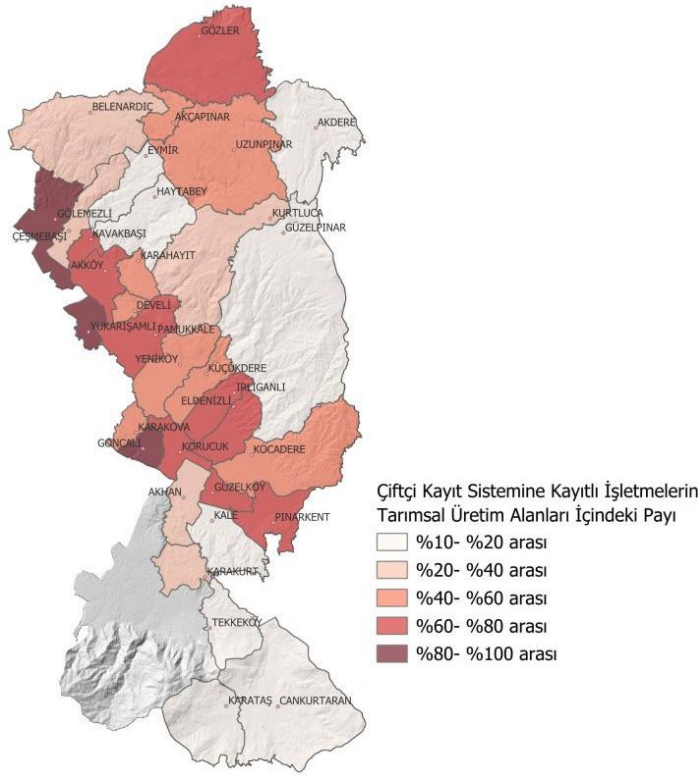 GÖZLER
BELENARDIÇ
AKÇAPINAR
AKDERE
EYMİR
UZUNPINAR
HAYTABEY
GÖLEMEZLİ
KURTLUCA
GÜZELPINAR
ÇEŞMEBAŞI
KAVAKBAŞI
KARAHAYIT
AKKÖY
DEVELİ
YUKARIŞAMLI
PAMUKKALE
YENİKÖY
KÜÇÜKDERE
IRLIGANLI
ELDENİZLİ
KARAKOVA
GONCALI
KORUCUK
KOCADERE
AKHAN
GÜZELKÖY
KALE
PINARKENT
KARAKURT
TEKKEKÖY
KARATAŞ
CANKURTARAN
Çiftçi Kayıt Sistemine Kayıtlı İşletmelerin
Tarımsal Üretim Alanları İçindeki Payı
%10- %20 arası
%20- %40 arası
%40- %60 arası
%60- %80 arası
%80- %100 arası